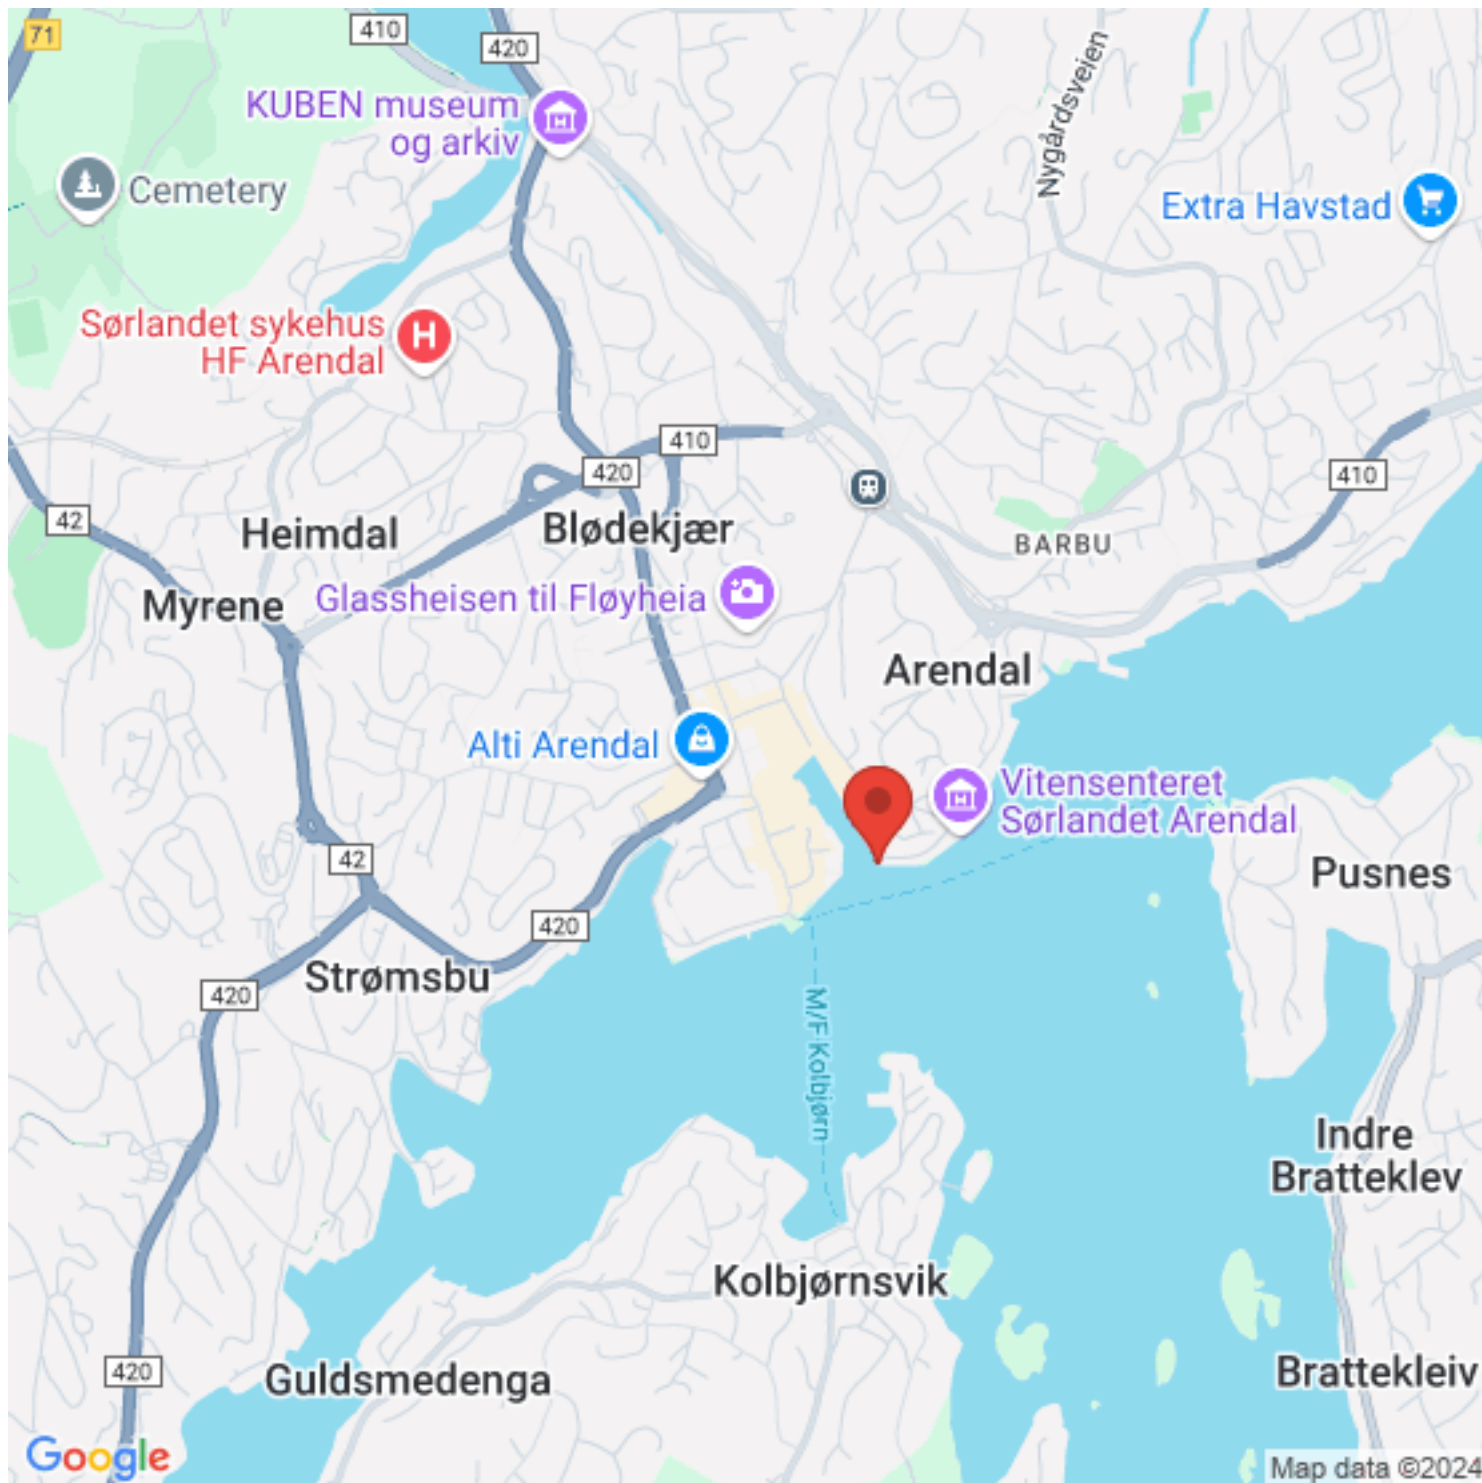 71
410
420
KUBEN museum
og arkiv
Nygårdsveien
Cemetery
Extra Havstad
Sørlandet sykehus
HF Arendal
410
420
410
42
Heimdal
Blødekjær
BARBU
Myrene
Glassheisen til Fløyheia
Arendal
Alti Arendal
Vitensenteret
Sørlandet Arendal
42
Pusnes
420
Strømsbu
420
M/F Kolbjørn
Indre
Bratteklev
Kolbjørnsvik
420
Guldsmedenga
Brattekleiv
Google
Map data ©2024